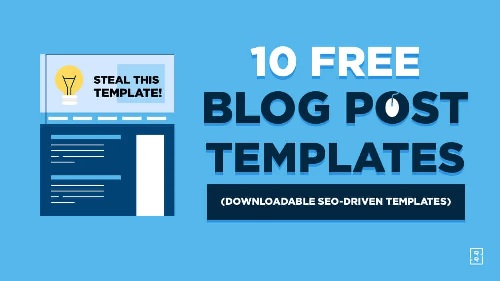 STEAL THIS
TEMPLATE!
10 FREE
BLOG POST
TEMPLATES
(DOWNLOADABLE SEO-DRIVEN TEMPLATES)